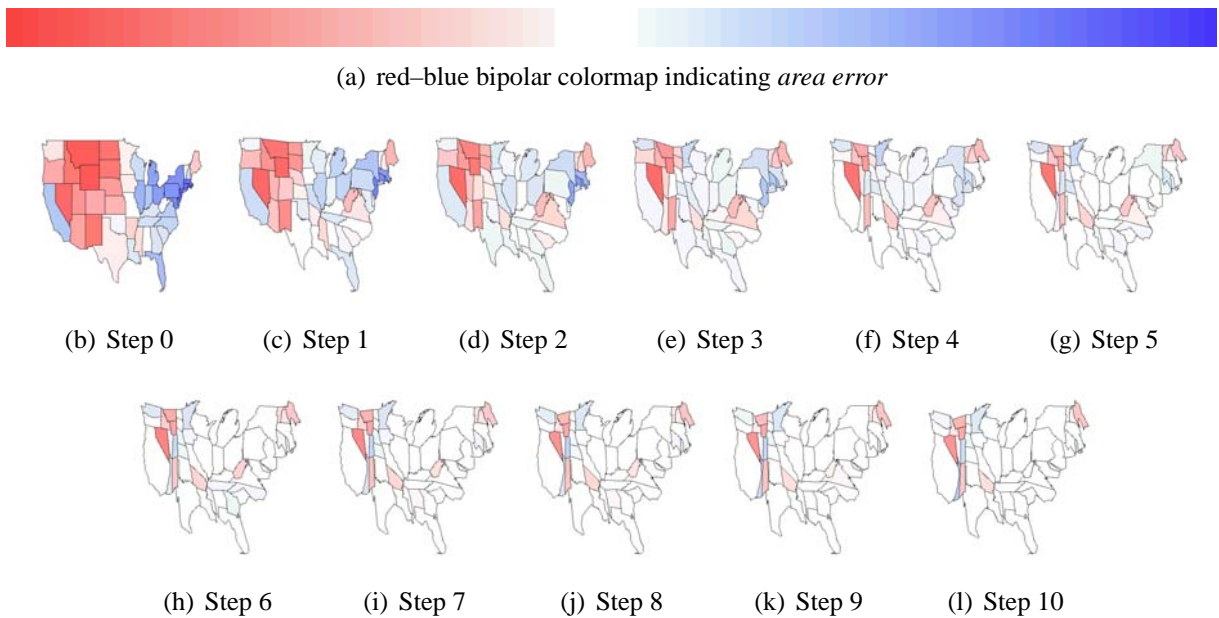 (a) red–blue bipolar colormap indicating area error
(b) Step 0
(c) Step 1
(d) Step 2
(e) Step 3
(f) Step 4
(g) Step 5
(h) Step 6
(i) Step 7
(j) Step 8
(k) Step 9
(l) Step 10